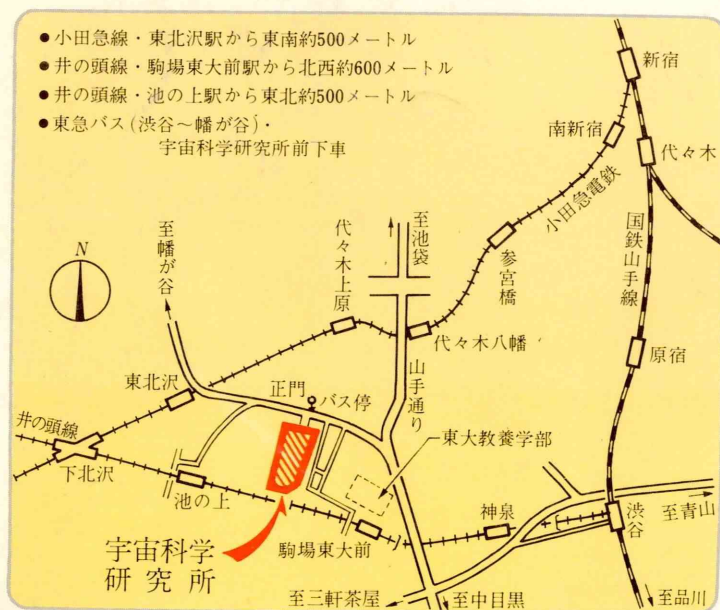 ●小田急線・東北沢駅から東南約500メートル
●井の頭線・駒場東大前駅から北西約600メートル
●井の頭線・池の上駅から東北約500メートル
●東急バス(渋谷〜幡が谷)・
宇宙科学研究所前下車
新宿
南新宿
代々木
小田急電鉄
国鉄山手線
至池袋
代々木上原
至幡が谷
参宮橋
N
代々木八幡
原宿
山手通り
東北沢
正門
バス停
井の頭線
東大教養学部
下北沢
池の上
神泉
渋谷
至青山
駒場東大前
宇宙科学
研究所
至三軒茶屋
至中目黒
至品川